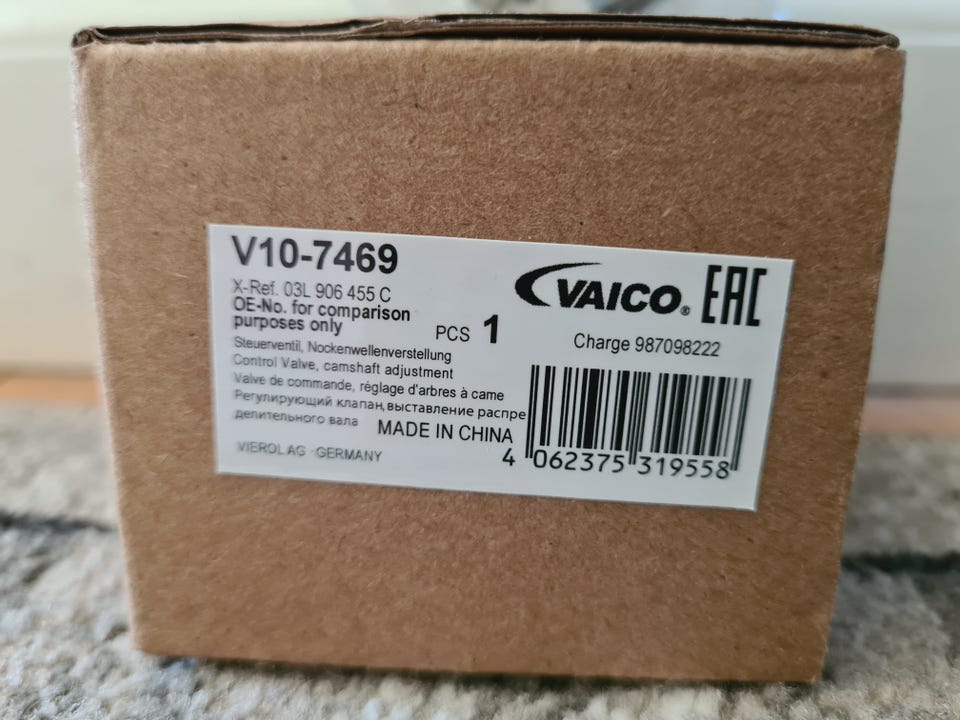 V10-7469
X-Ref. 03L 906 455 C
OE-No. for comparison
purposes only
PCS 1
VAICO® EAC
Charge 987098222
Steuerventil, Nockenwellenverstellung
Control Valve, camshaft adjustment
Valve de commande, réglage d'arbres à came
Регулирующий клапан,выставление распре
делительного вала
MADE IN CHINA
VIEROL AG · GERMANY
4 062375 319558